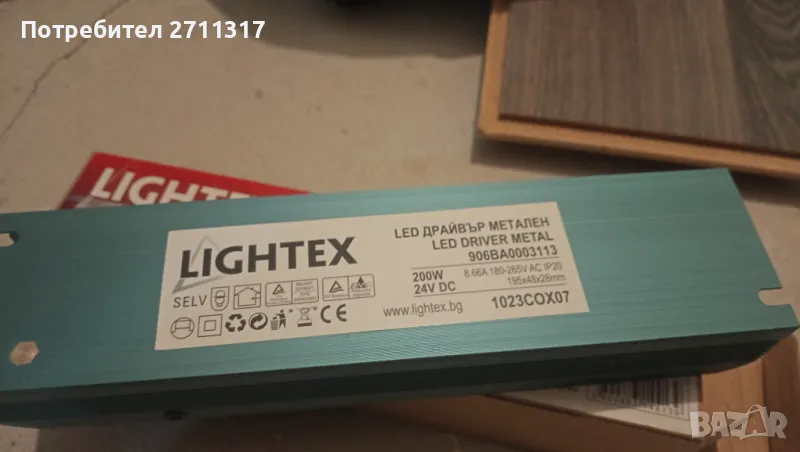 Потребител 2711317
LIGHTEX
LIGHTEX
SELV
LED ДРАЙВЪР МЕТАЛЕН
LED DRIVER METAL
906BA0003113
200W 8.66A 180-265V AC IP20
24V DC 195x48x28mm
www.lightex.bg 1023COX07
BAZAR